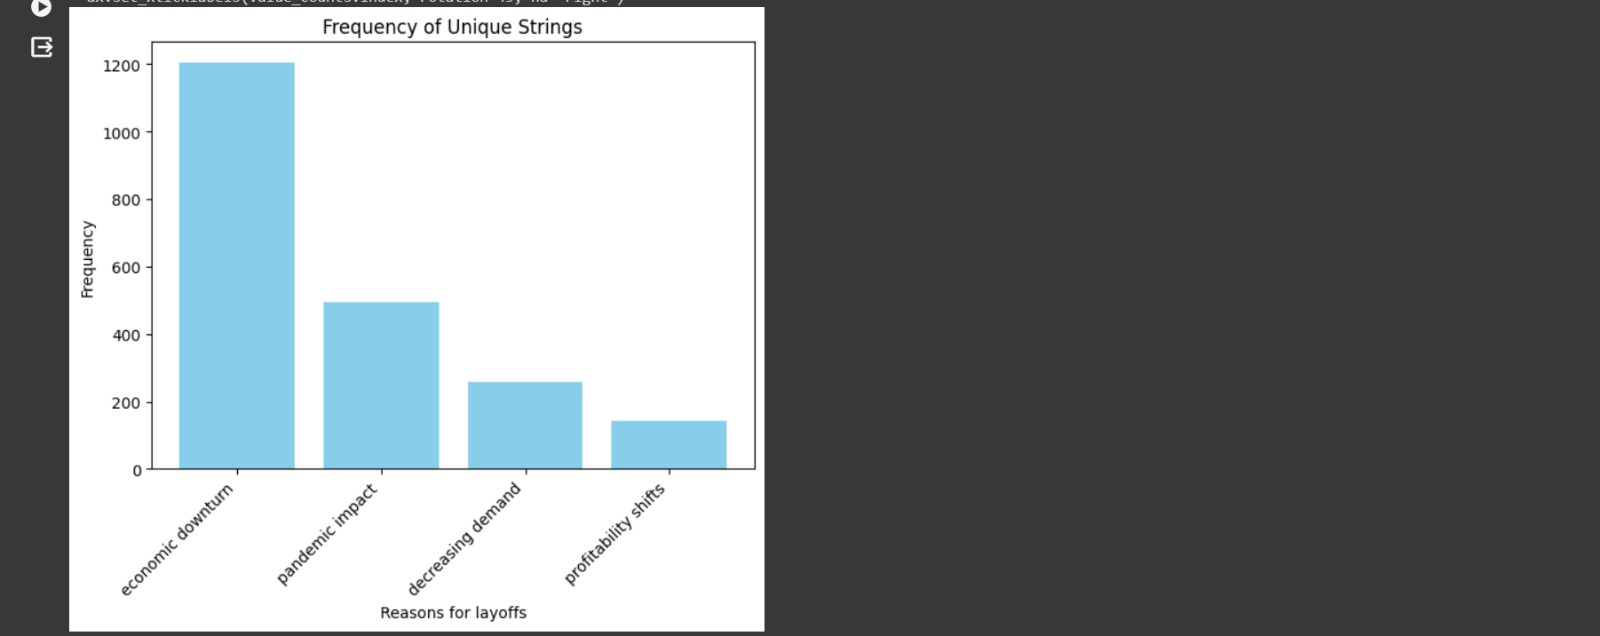 Frequency of Unique Strings
1200
1000
800
600
400
200
0
Frequency
economic downturn
pandemic impact
decreasing demand
profitability shifts
Reasons for layoffs